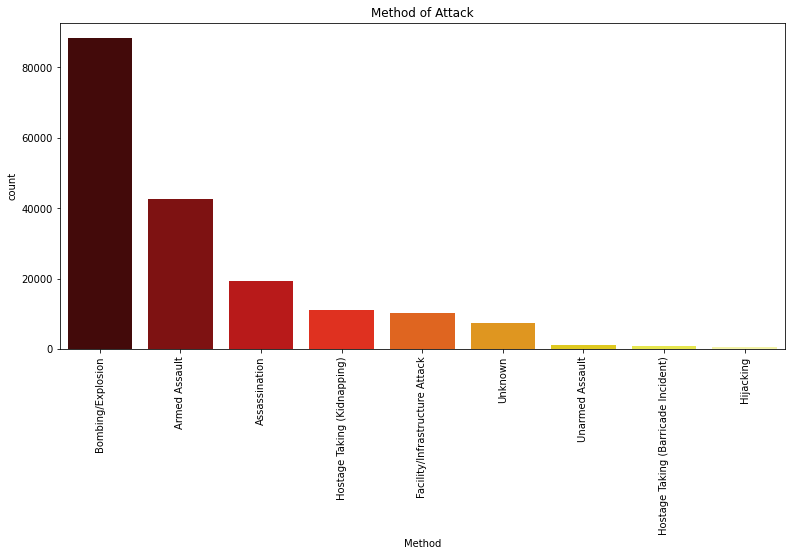 Method of Attack
count
80000
60000
40000
20000
0
Bombing/Explosion
Armed Assault
Assassination
Hostage Taking (Kidnapping)
Facility/Infrastructure Attack
Unknown
Unarmed Assault
Hostage Taking (Barricade Incident)
Hijacking
Method